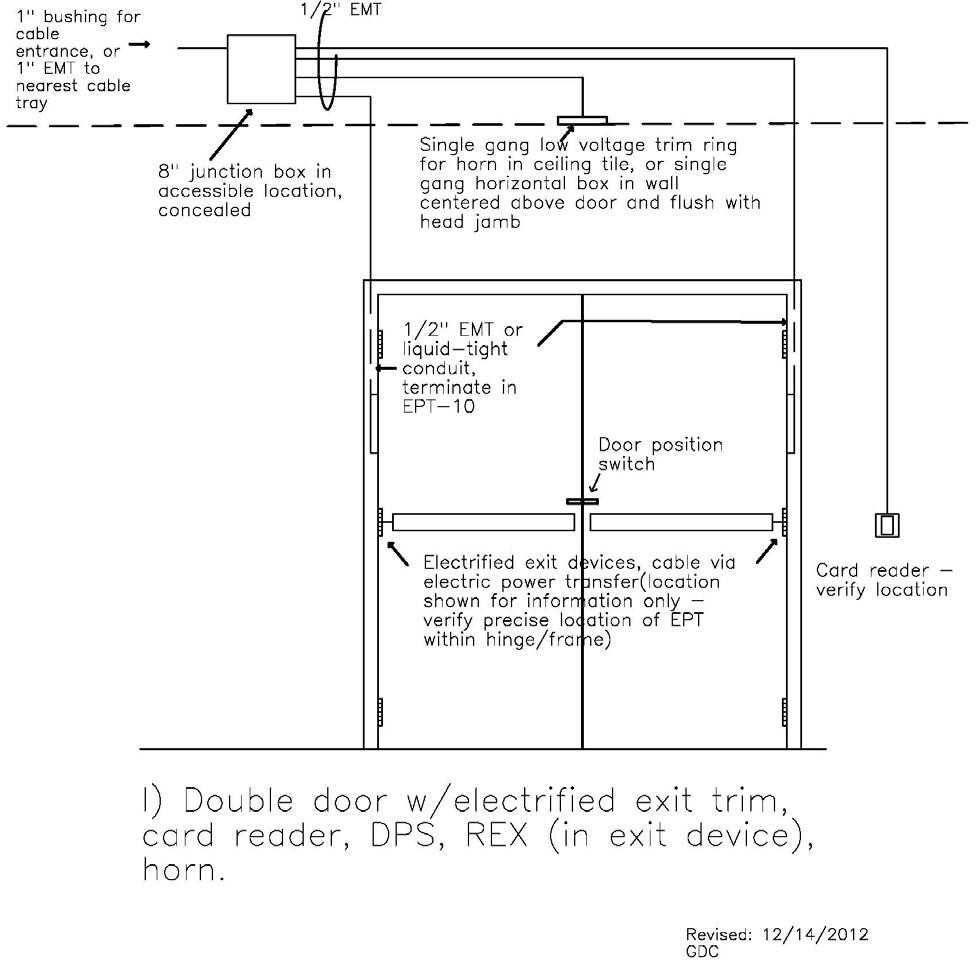 1" bushing for
cable
entrance, or
1" EMT to
nearest cable
tray
1/2" EMT
8" junction box in
accessible location,
concealed
Single gang low voltage trim ring
for horn in ceiling tile, or single
gang horizontal box in wall
centered above door and flush with
head jamb
1/2" EMT or
liquid-tight
conduit,
terminate in
EPT-10
Door position
switch
Electrified exit devices, cable via
electric power transfer(location
shown for information only –
verify precise location of EPT
within hinge/frame)
Card reader –
verify location
I) Double door w/electrified exit trim,
card reader, DPS, REX (in exit device),
horn.
Revised: 12/14/2012
GDC